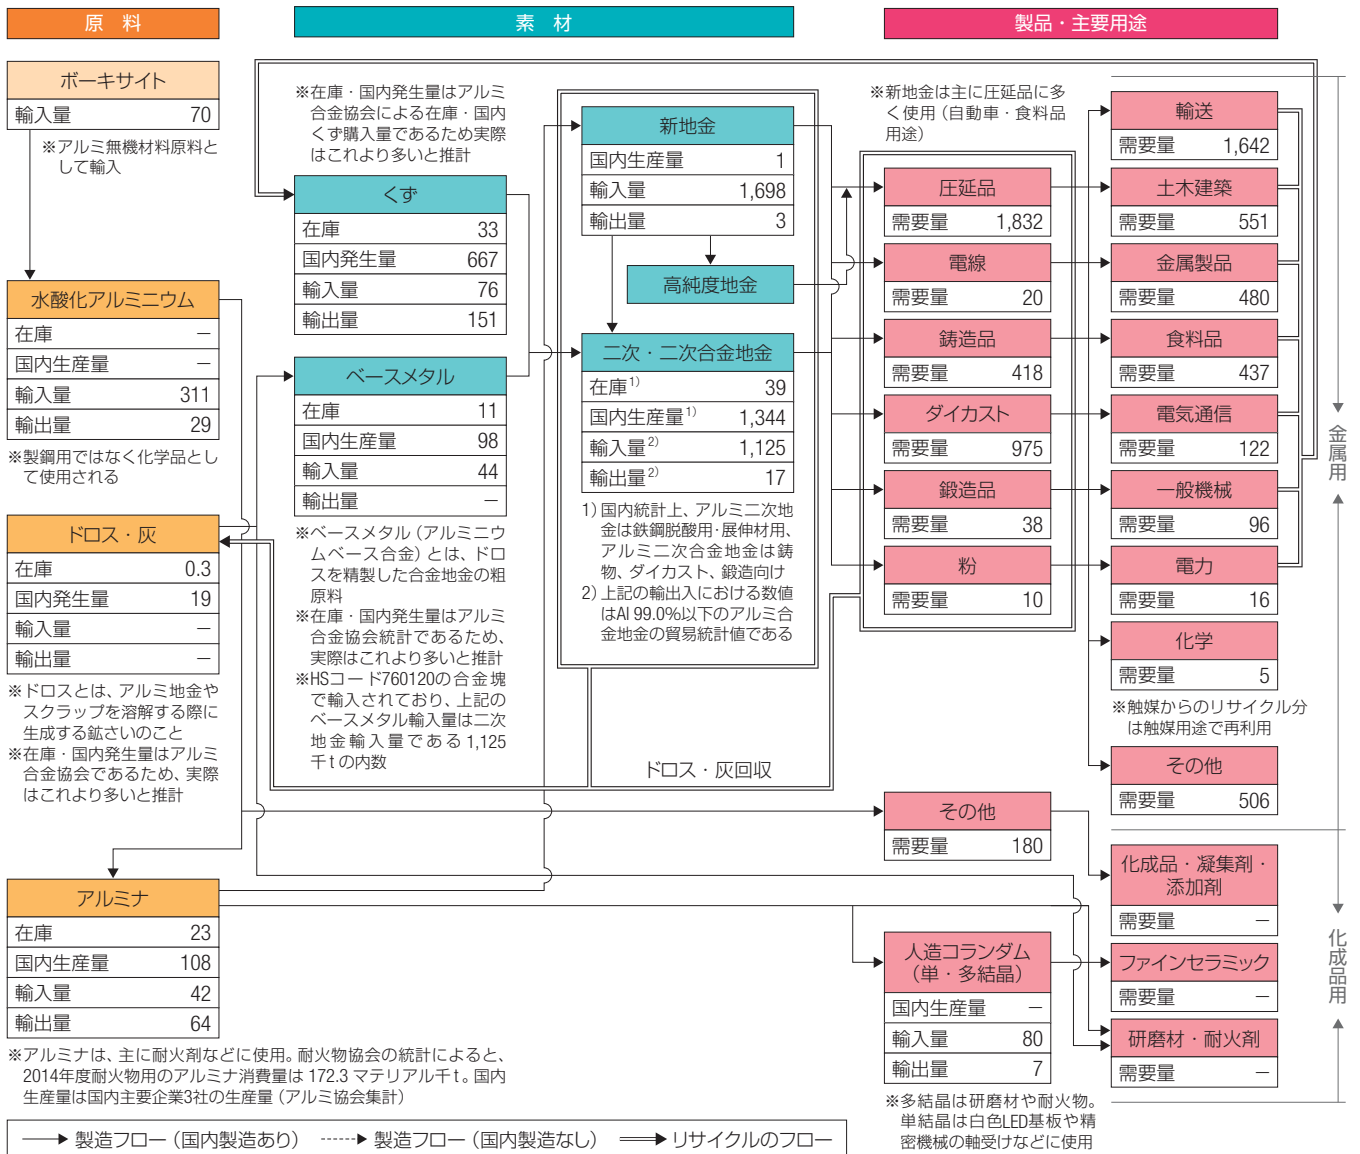 原　料
素　材
製品・主要用途
ボーキサイト
輸入量 70
※アルミ無機材料原料と
して輸入
水酸化アルミニウム
在庫 －
国内生産量 －
輸入量 311
輸出量 29
※製鋼用ではなく化学品とし
て使用される
ドロス・灰
在庫 0.3
国内発生量 19
輸入量 －
輸出量 －
※ドロスとは、アルミ地金や
スクラップを溶解する際に
生成する鉱さいのこと
※在庫・国内発生量はアルミ
合金協会であるため、実際
はこれより多いと推計
アルミナ
在庫 23
国内生産量 108
輸入量 42
輸出量 64
※アルミナは、主に耐火剤などに使用。耐火物協会の統計によると、
2014年度耐火物用のアルミナ消費量は 172.3 マテリアル千t。国内
生産量は国内主要企業3社の生産量（アルミ協会集計）
※在庫・国内発生量はアルミ
合金協会による在庫・国内
くず購入量であるため実際
はこれより多いと推計
くず
在庫 33
国内発生量 667
輸入量 76
輸出量 151
ベースメタル
在庫 11
国内生産量 98
輸入量 44
輸出量 －
※ベースメタル（アルミニウ
ムベース合金）とは、ドロ
スを精製した合金地金の粗
原料
※在庫・国内発生量はアルミ
合金協会統計であるため、
実際はこれより多いと推計
※HSコード760120の合金塊
で輸入されており、上記の
ベースメタル輸入量は二次
地金輸入量である1,125
千tの内数
新地金
国内生産量 1
輸入量 1,698
輸出量 3
高純度地金
二次・二次合金地金
在庫1) 39
国内生産量1) 1,344
輸入量2) 1,125
輸出量2) 17
1）国内統計上、アルミ二次地
金は鉄鋼脱酸用・展伸材用、
アルミ二次合金地金は鋳
物、ダイカスト、鍛造向け
2）上記の輸出入における数値
はAl 99.0%以下のアルミ合
金地金の貿易統計値である
ドロス・灰回収
※新地金は主に圧延品に多
く使用（自動車・食料品
用途）
圧延品
需要量 1,832
電線
需要量 20
鋳造品
需要量 418
ダイカスト
需要量 975
鍛造品
需要量 38
粉
需要量 10
その他
需要量 180
人造コランダム
（単・多結晶）
国内生産量 －
輸入量 80
輸出量 7
※多結晶は研磨材や耐火物。
単結晶は白色LED基板や精
密機械の軸受けなどに使用
輸送
需要量 1,642
土木建築
需要量 551
金属製品
需要量 480
食料品
需要量 437
電気通信
需要量 122
一般機械
需要量 96
電力
需要量 16
化学
需要量 5
※触媒からのリサイクル分
は触媒用途で再利用
その他
需要量 506
化成品・凝集剤・
添加剤
需要量 －
ファインセラミック
需要量 －
研磨材・耐火剤
需要量 －
金属用
化成品用
製造フロー（国内製造あり） 製造フロー（国内製造なし） リサイクルのフロー